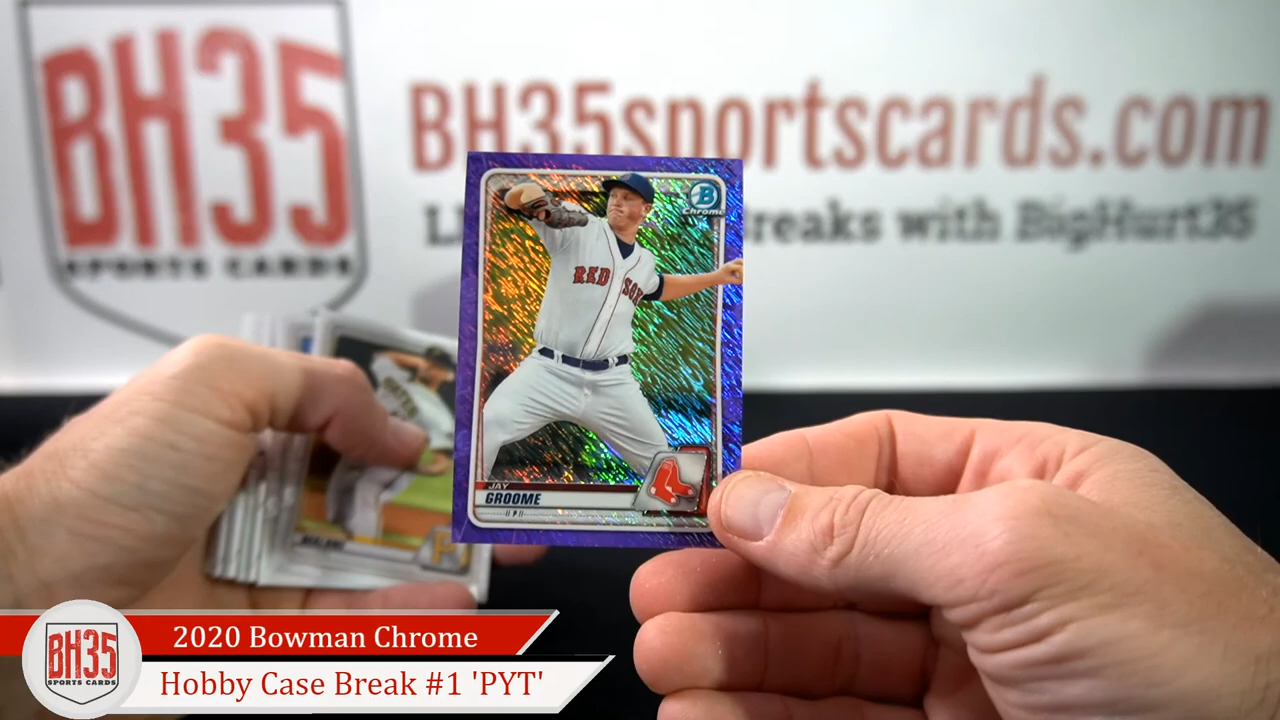 BH35
SPORTS CARDS
BH35sportscards.com
reaks with BigHurt35
B
Chrome
RED SOX
JAY
GROOME
P
P
BH35
SPORTS CARDS
2020 Bowman Chrome
Hobby Case Break #1 'PYT'